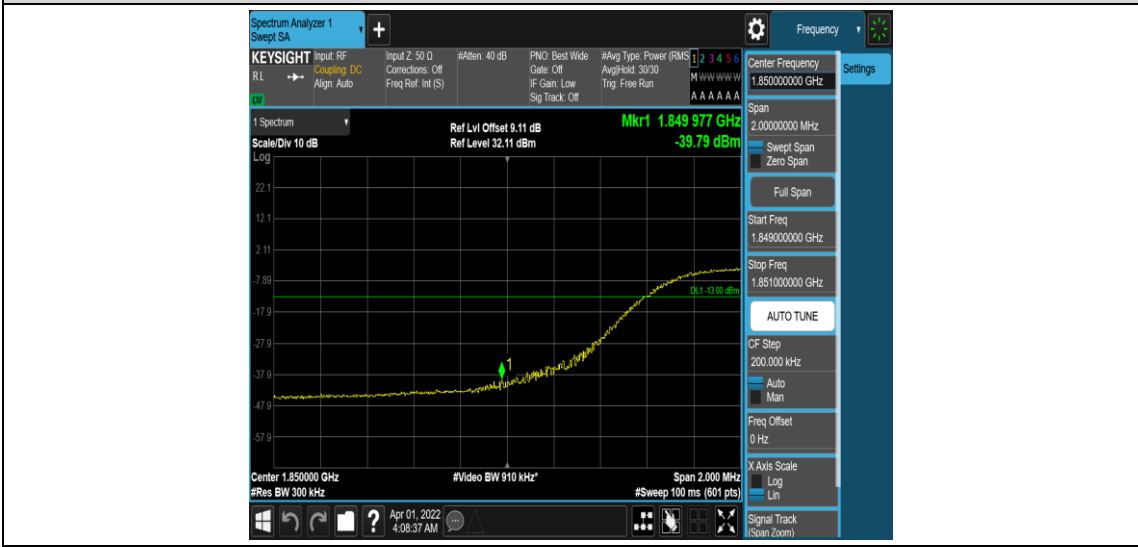 Spectrum Analyzer 1
Swept SA
Frequency
KEYSIGHT
RL
LXI
Input: RF
Coupling: DC
Align: Auto
Input Z: 50 Ω
Corrections: Off
Freq Ref: Int (S)
#Atten: 40 dB
PNO: Best Wide
Gate: Off
IF Gain: Low
Sig Track: Off
#Avg Type: Power (RMS
Avg|Hold: 30/30
Trig: Free Run
1 2 3 4 5 6
M W W W W W
A A A A A A
1 Spectrum
Scale/Div 10 dB
Log
Ref Lvl Offset 9.11 dB
Ref Level 32.11 dBm
Mkr1 1.849 977 GHz
-39.79 dBm
22.1
12.1
2.11
-7.89
DL1 -13.00 dBm
-17.9
-27.9
1
-37.9
-47.9
-57.9
Center 1.850000 GHz
#Res BW 300 kHz
#Video BW 910 kHz*
Span 2.000 MHz
#Sweep 100 ms (601 pts)
Apr 01, 2022
4:08:37 AM
Center Frequency
1.850000000 GHz
Settings
Span
2.00000000 MHz
Swept Span
Zero Span
Full Span
Start Freq
1.849000000 GHz
Stop Freq
1.851000000 GHz
AUTO TUNE
CF Step
200.000 kHz
Auto
Man
Freq Offset
0 Hz
X Axis Scale
Log
Lin
Signal Track
(Span Zoom)